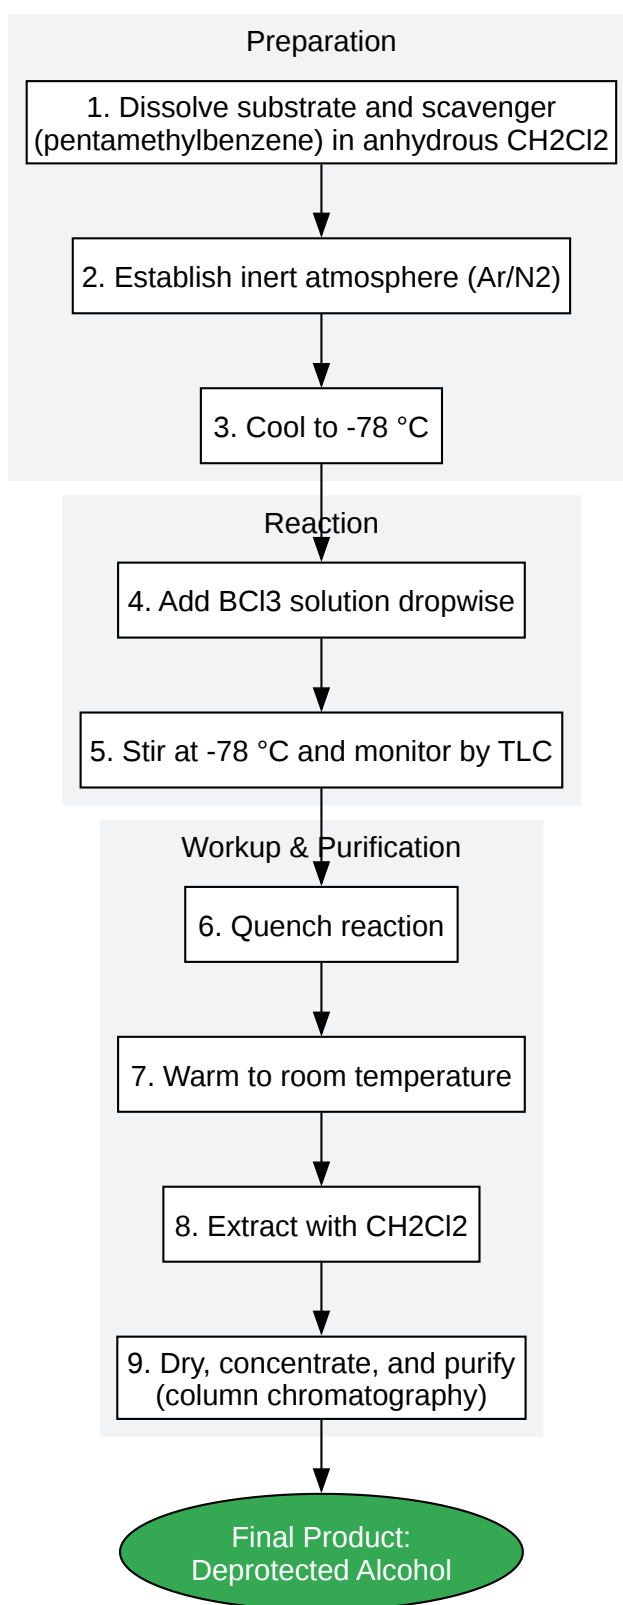 Preparation
1. Dissolve substrate and scavenger
(pentamethylbenzene) in anhydrous CH2Cl2
2. Establish inert atmosphere (Ar/N2)
3. Cool to -78 °C
Reaction
4. Add BCl3 solution dropwise
5. Stir at -78 °C and monitor by TLC
Workup & Purification
6. Quench reaction
7. Warm to room temperature
8. Extract with CH2Cl2
9. Dry, concentrate, and purify
(column chromatography)
Final Product:
Deprotected Alcohol